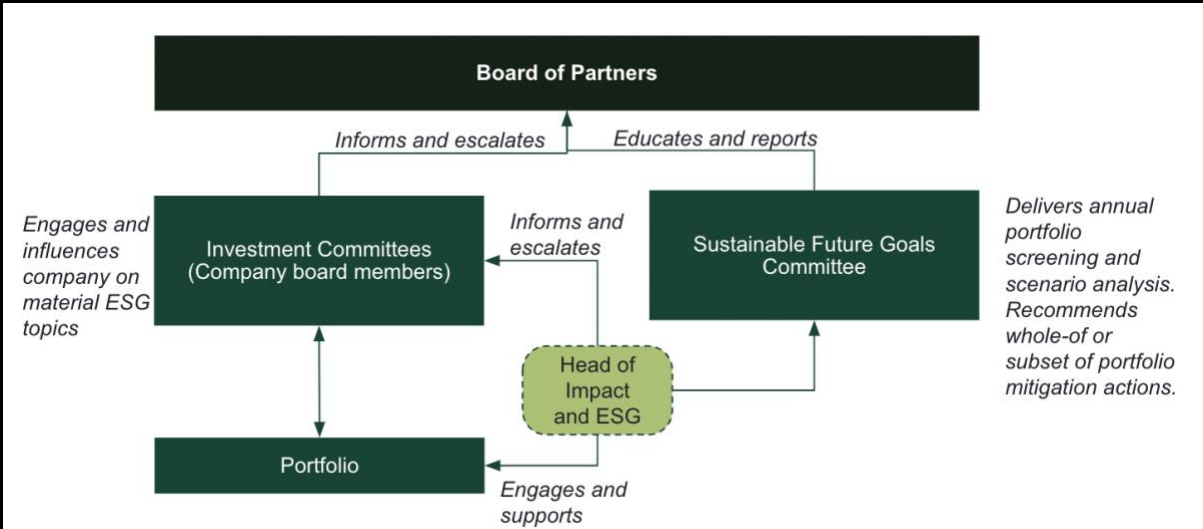 Board of Partners
Informs and escalates
Educates and reports
Engages and
influences
company on
material ESG
topics
Investment Committees
(Company board members)
Informs and
escalates
Sustainable Future Goals
Committee
Delivers annual
portfolio
screening and
scenario analysis.
Recommends
whole-of or
subset of portfolio
mitigation actions.
Head of
Impact
and ESG
Portfolio
Engages and
supports